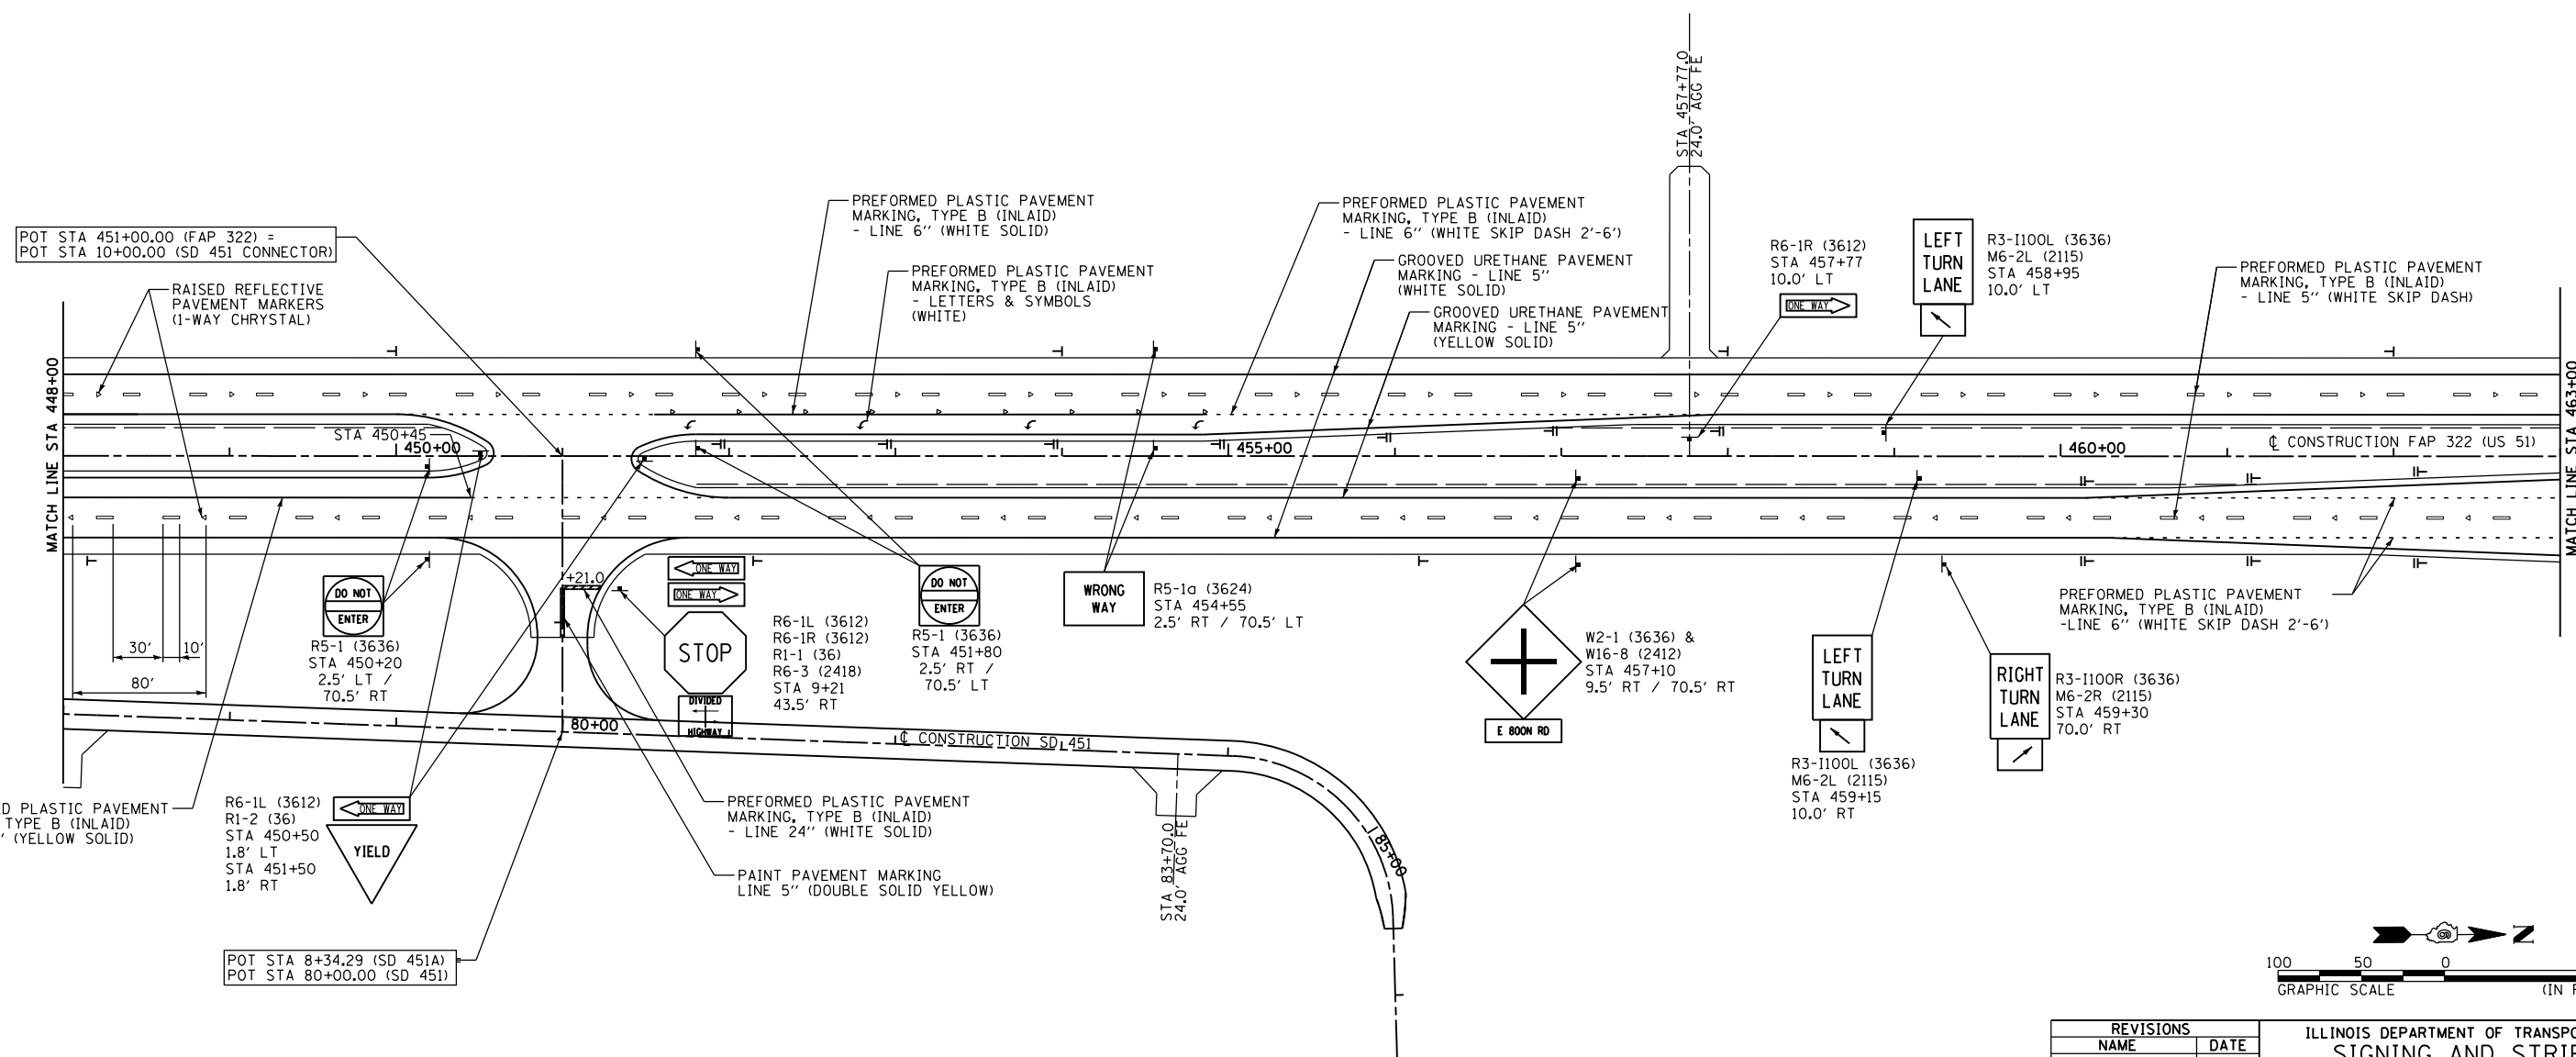 STA 457+77.0
24.0' AGG FE
PREFORMED PLASTIC PAVEMENT
MARKING, TYPE B (INLAID)
- LINE 6" (WHITE SOLID)
PREFORMED PLASTIC PAVEMENT
MARKING, TYPE B (INLAID)
- LINE 6" (WHITE SKIP DASH 2'-6')
POT STA 451+00.00 (FAP 322) =
POT STA 10+00.00 (SD 451 CONNECTOR)
R6-1R (3612)
STA 457+77
10.0' LT
ONE WAY
LEFT
TURN
LANE
R3-I100L (3636)
M6-2L (2115)
STA 458+95
10.0' LT
PREFORMED PLASTIC PAVEMENT
MARKING, TYPE B (INLAID)
- LINE 5" (WHITE SKIP DASH)
RAISED REFLECTIVE
PAVEMENT MARKERS
(1-WAY CHRYSTAL)
PREFORMED PLASTIC PAVEMENT
MARKING, TYPE B (INLAID)
- LETTERS & SYMBOLS
(WHITE)
GROOVED URETHANE PAVEMENT
MARKING - LINE 5"
(WHITE SOLID)
GROOVED URETHANE PAVEMENT
MARKING - LINE 5"
(YELLOW SOLID)
MATCH LINE STA 448+00
MATCH LINE STA 463+00
STA 450+45
450+00
455+00
460+00
℄ CONSTRUCTION FAP 322 (US 51)
30'
10'
80'
DO NOT
ENTER
R5-1 (3636)
STA 450+20
2.5' LT /
70.5' RT
+21.0
ONE WAY
ONE WAY
STOP
DIVIDED
HIGHWAY
R6-1L (3612)
R6-1R (3612)
R1-1 (36)
R6-3 (2418)
STA 9+21
43.5' RT
DO NOT
ENTER
R5-1 (3636)
STA 451+80
2.5' RT /
70.5' LT
WRONG
WAY
R5-1a (3624)
STA 454+55
2.5' RT / 70.5' LT
W2-1 (3636) &
W16-8 (2412)
STA 457+10
9.5' RT / 70.5' RT
E 800N RD
LEFT
TURN
LANE
R3-I100L (3636)
M6-2L (2115)
STA 459+15
10.0' RT
RIGHT
TURN
LANE
R3-I100R (3636)
M6-2R (2115)
STA 459+30
70.0' RT
PREFORMED PLASTIC PAVEMENT
MARKING, TYPE B (INLAID)
-LINE 6" (WHITE SKIP DASH 2'-6')
80+00
℄ CONSTRUCTION SD 451
85+00
STA 83+70.0
24.0' AGG FE
ED PLASTIC PAVEMENT
TYPE B (INLAID)
" (YELLOW SOLID)
R6-1L (3612)
R1-2 (36)
STA 450+50
1.8' LT
STA 451+50
1.8' RT
ONE WAY
YIELD
PREFORMED PLASTIC PAVEMENT
MARKING, TYPE B (INLAID)
- LINE 24" (WHITE SOLID)
PAINT PAVEMENT MARKING
LINE 5" (DOUBLE SOLID YELLOW)
POT STA 8+34.29 (SD 451A)
POT STA 80+00.00 (SD 451)
N
100 50 0
GRAPHIC SCALE (IN F
REVISIONS
NAME DATE
ILLINOIS DEPARTMENT OF TRANSPO
SIGNING AND STRIP